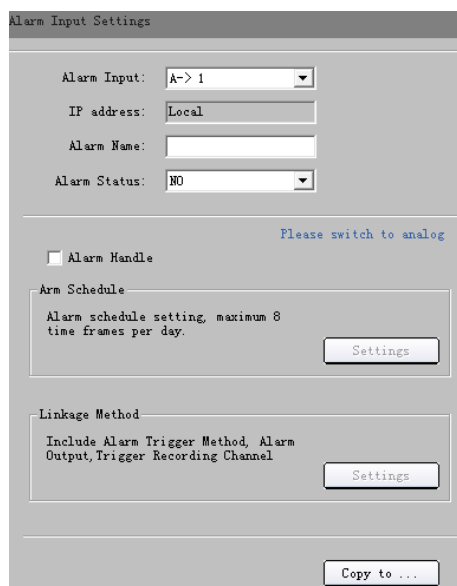 Alarm Input Settings
Alarm Input: A-> 1
IP address: Local
Alarm Name:
Alarm Status: NO
Please switch to analog
Alarm Handle
Arm Schedule
Alarm schedule setting, maximum 8
time frames per day.
Settings
Linkage Method
Include Alarm Trigger Method, Alarm
Output,Trigger Recording Channel
Settings
Copy to ...